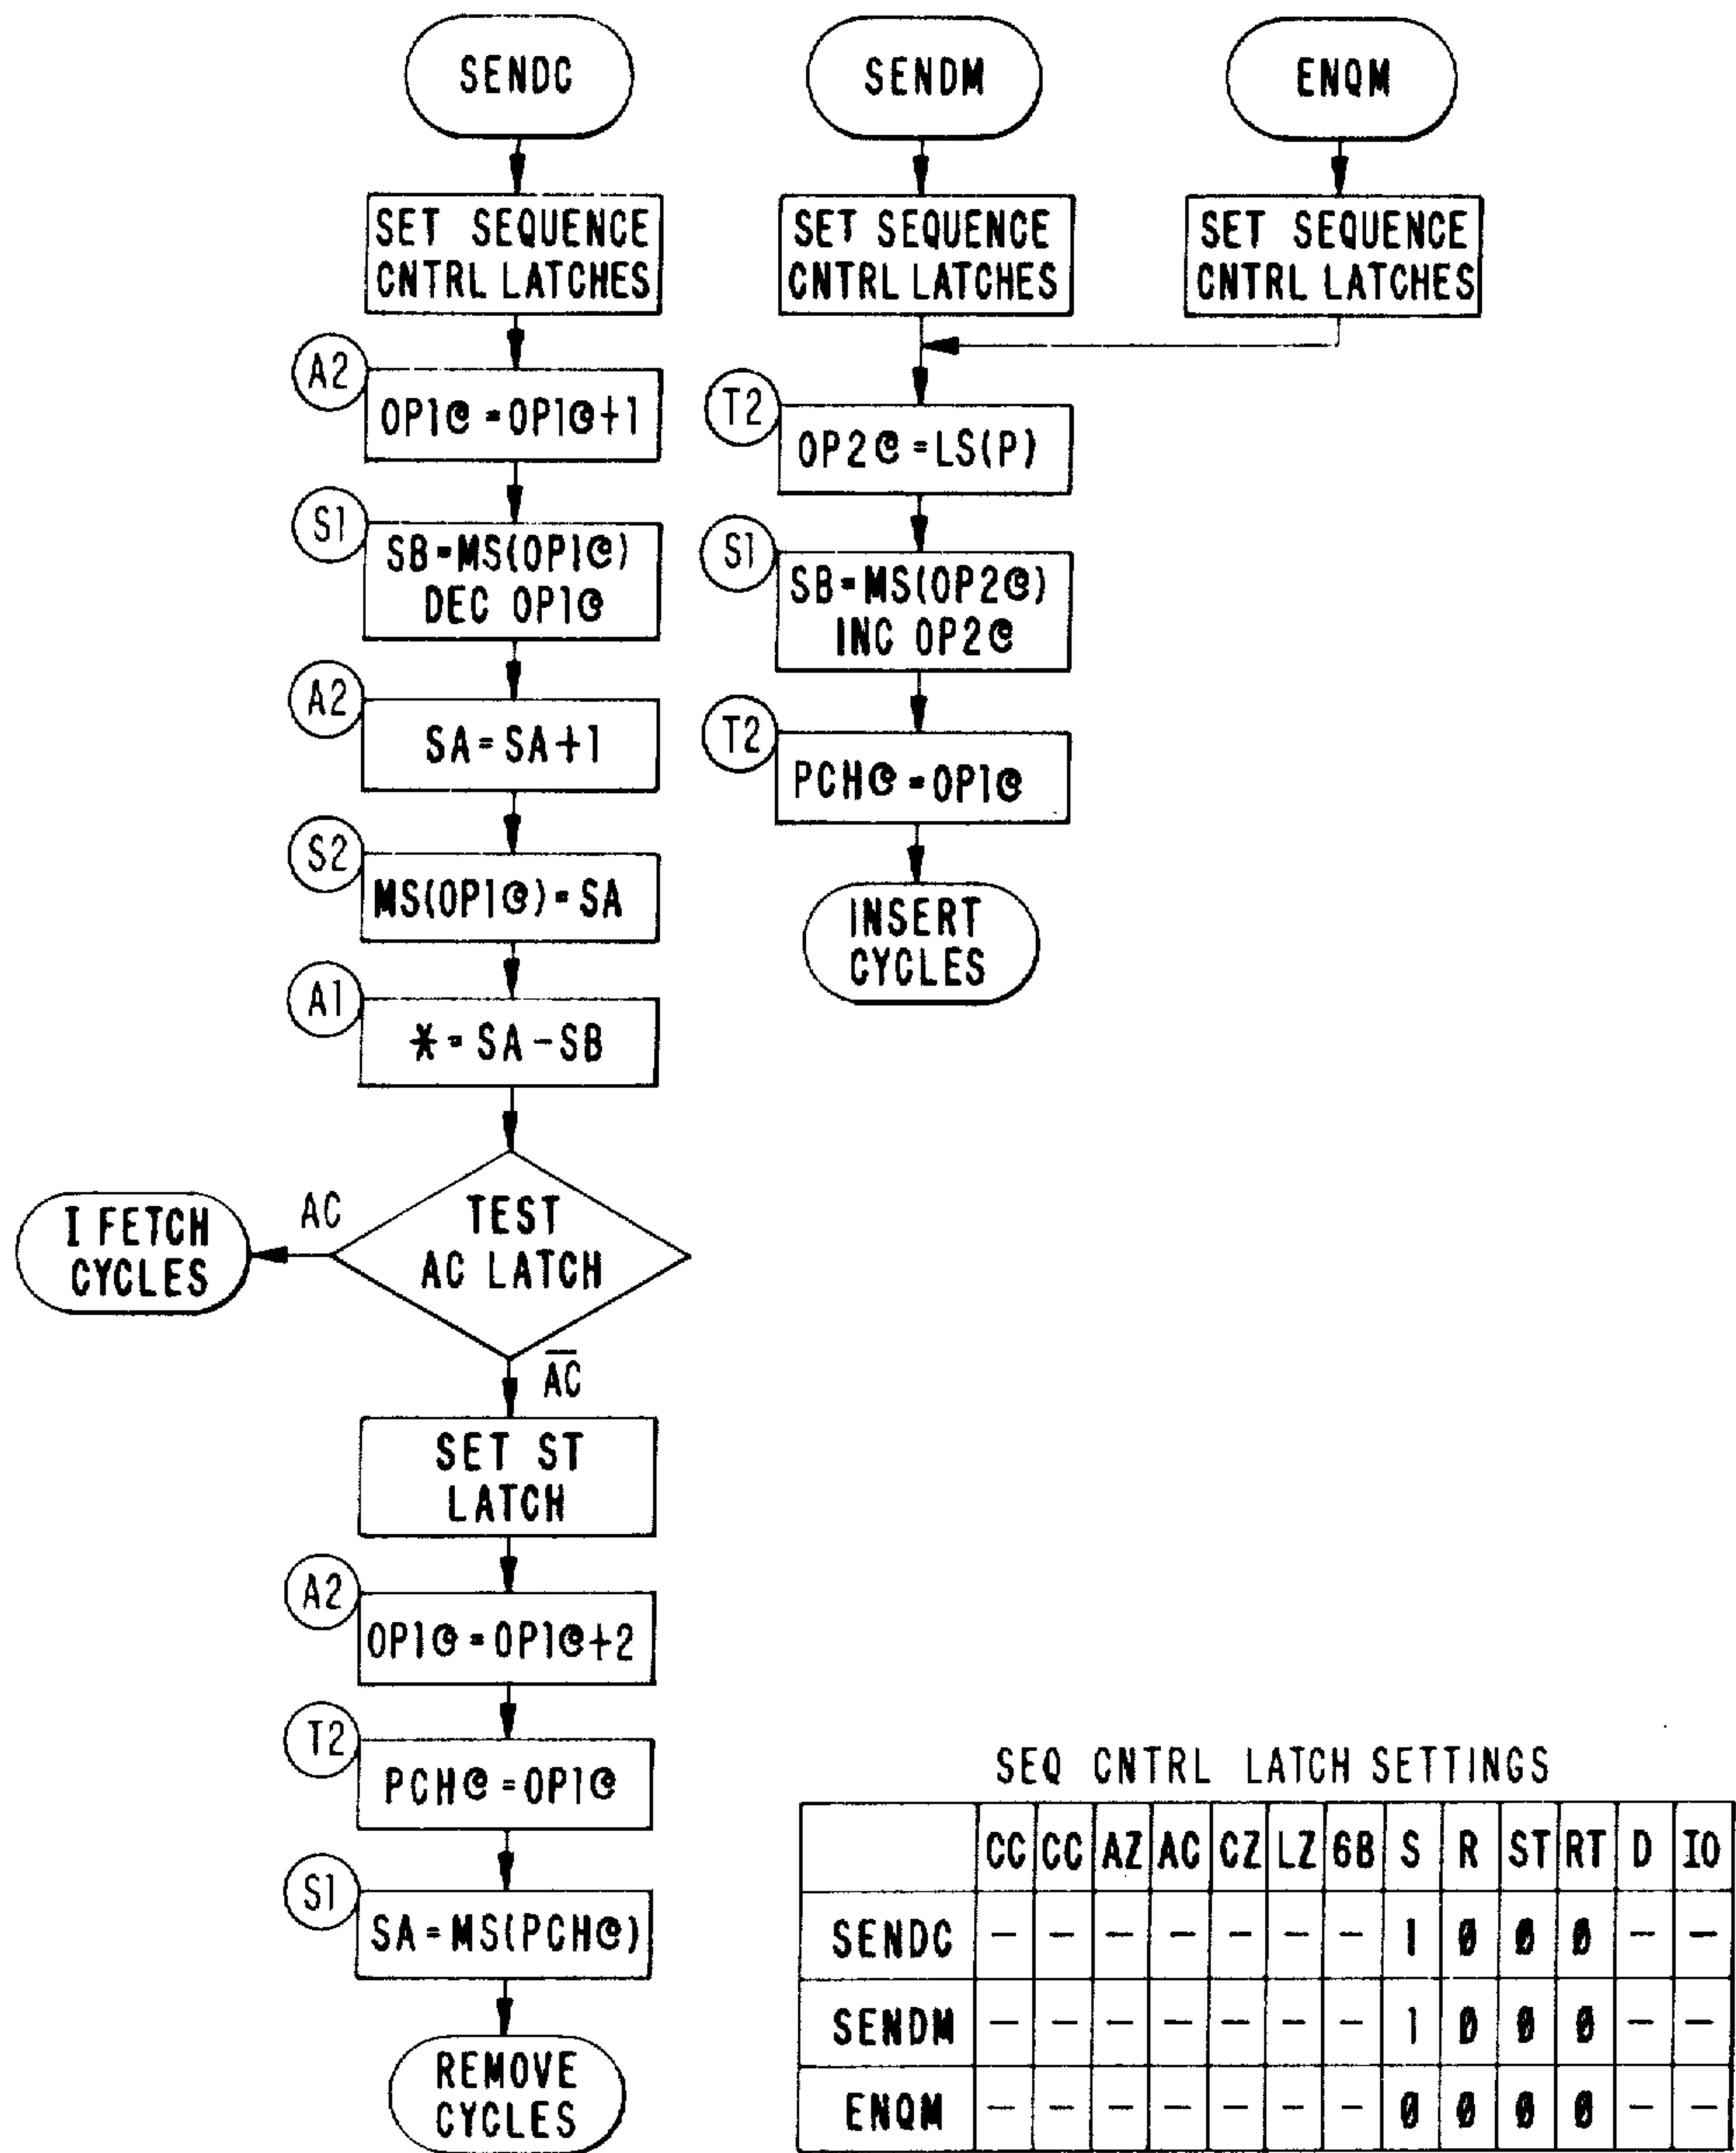 SENDC
SET SEQUENCE
CNTRL LATCHES
A2
OP1@=OP1@+1
S1
SB=MS(OP1@)
DEC OP1@
A2
SA=SA+1
S2
MS(OP1@)=SA
A1
*=SA-SB
TEST
AC LATCH
AC
I FETCH
CYCLES
A̅C̅
SET ST
LATCH
A2
OP1@=OP1@+2
T2
PCH@=OP1@
S1
SA=MS(PCH@)
REMOVE
CYCLES
SENDM
SET SEQUENCE
CNTRL LATCHES
T2
OP2@=LS(P)
S1
SB=MS(OP2@)
INC OP2@
T2
PCH@=OP1@
INSERT
CYCLES
ENQM
SET SEQUENCE
CNTRL LATCHES
SEQ CNTRL LATCH SETTINGS
CC CC AZ AC CZ LZ 6B S R ST RT D IO
SENDC - - - - - - - 1 0 0 0 - -
SENDM - - - - - - - 1 0 0 0 - -
ENQM - - - - - - - 0 0 0 0 - -